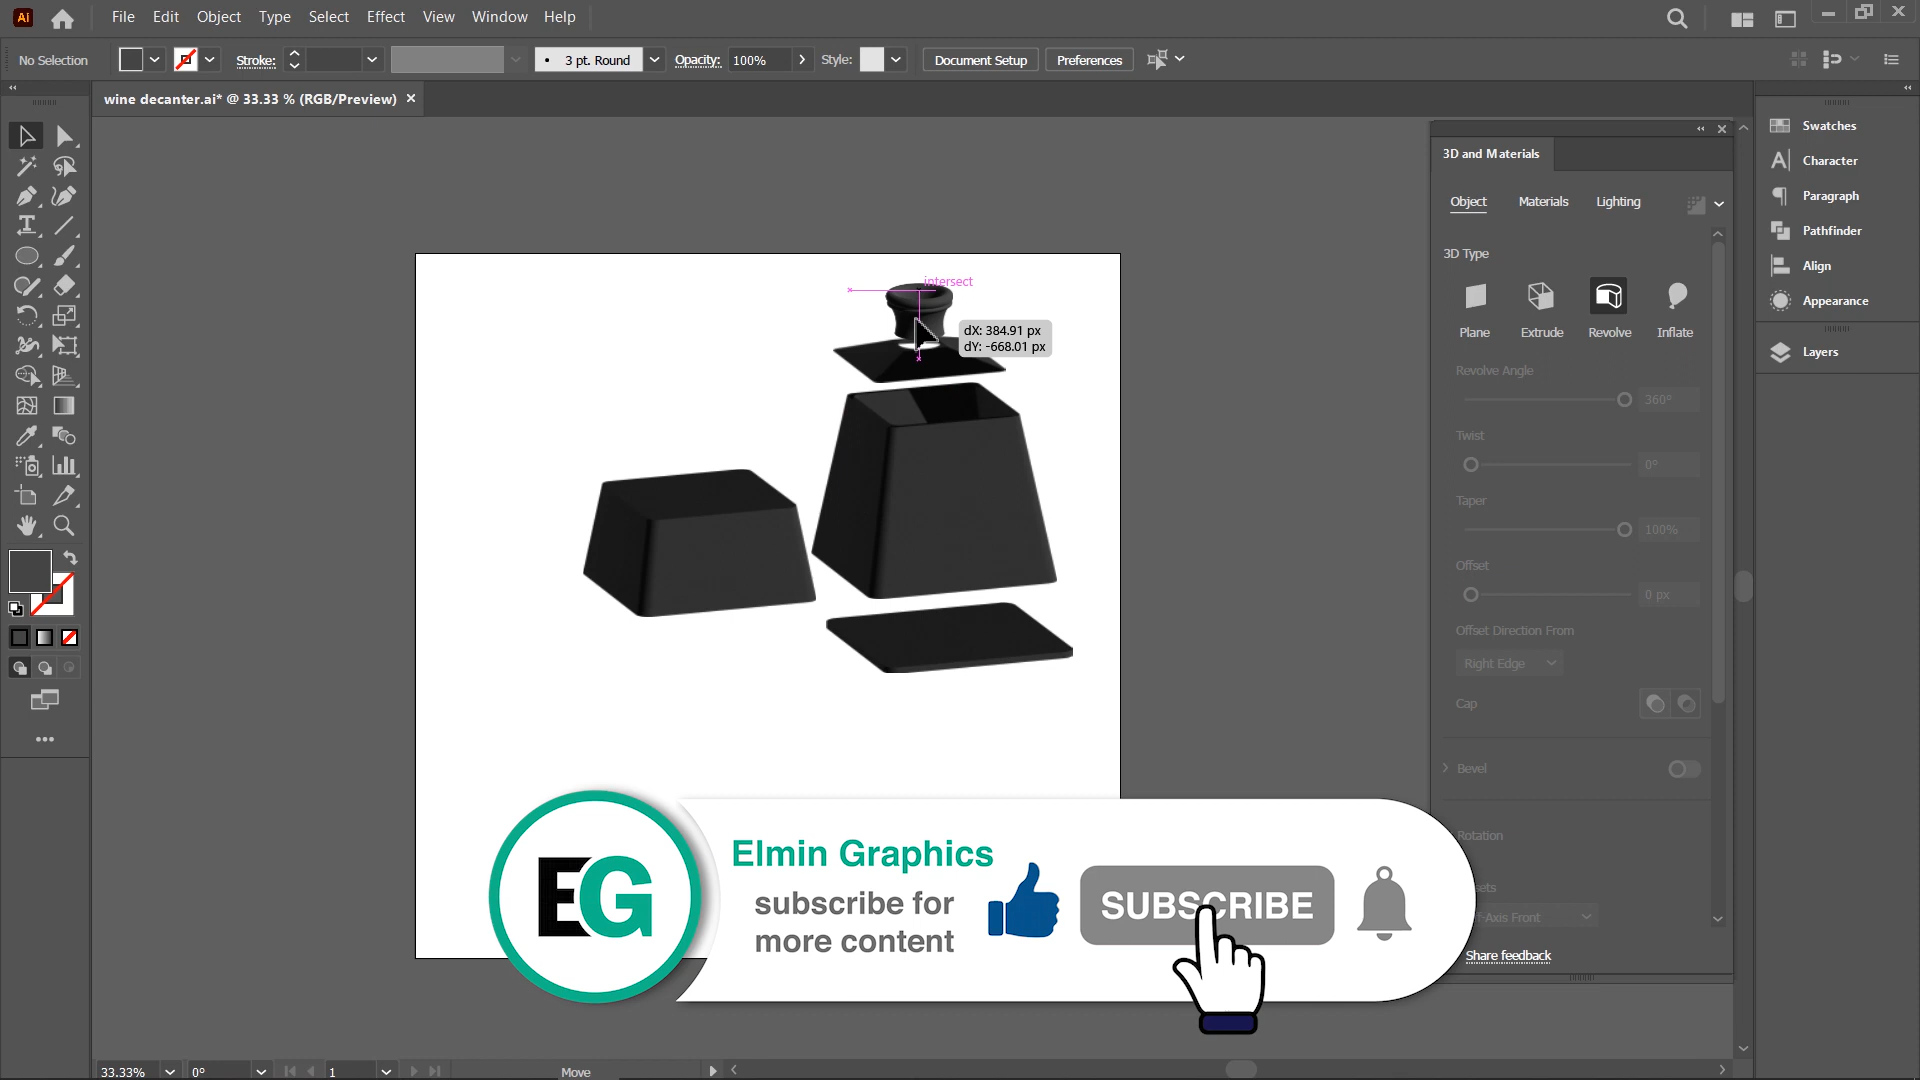 Ai
File Edit Object Type Select Effect View Window Help
No Selection
Stroke:
3 pt. Round
Opacity:
100%
Style:
Document Setup
Preferences
wine decanter.ai* @ 33.33 % (RGB/Preview)
intersect
dX: 384.91 px
dY: -668.01 px
3D and Materials
Object Materials Lighting
3D Type
Plane Extrude Revolve Inflate
Revolve Angle
360°
Twist
0°
Taper
100%
Offset
0 px
Offset Direction From
Right Edge
Cap
Bevel
Rotation
-Axis Front
Share feedback
Swatches
Character
Paragraph
Pathfinder
Align
Appearance
Layers
EG
Elmin Graphics
subscribe for
more content
SUBSCRIBE
33.33%
0°
1
Move